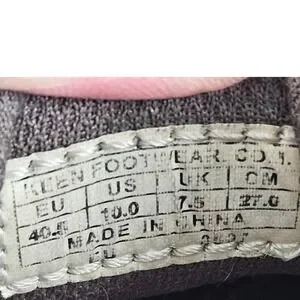 KEEN FOOTWEAR. CO.
EU US UK CM
40.5 10.0 7.5 27.0
MADE IN CHINA